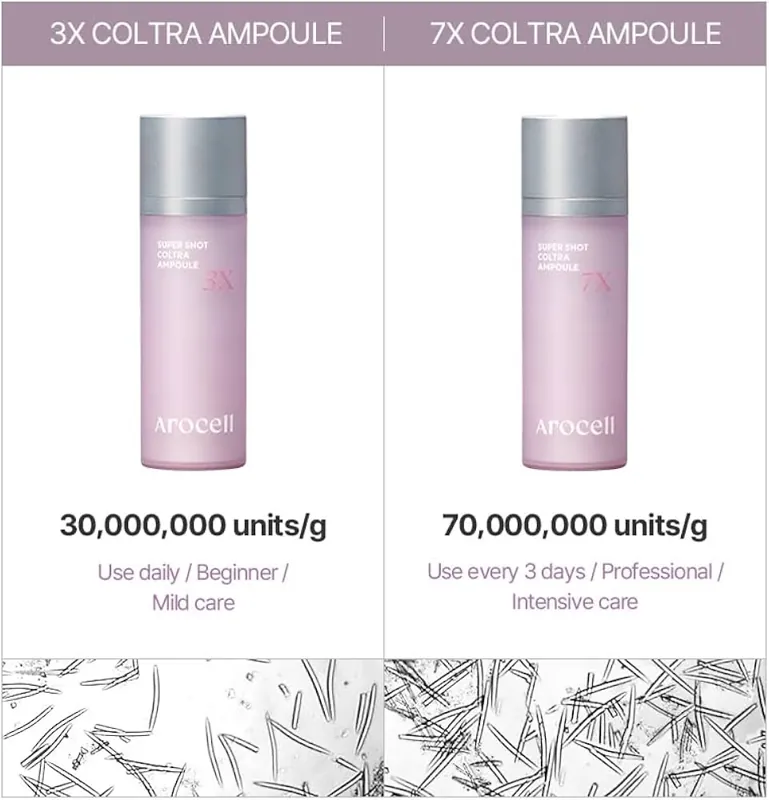 3X COLTRA AMPOULE
7X COLTRA AMPOULE
SUPER SHOT
COLTRA
AMPOULE
3X
Arocell
SUPER SHOT
COLTRA
AMPOULE
7X
Arocell
30,000,000 units/g
70,000,000 units/g
Use daily / Beginner /
Mild care
Use every 3 days / Professional /
Intensive care